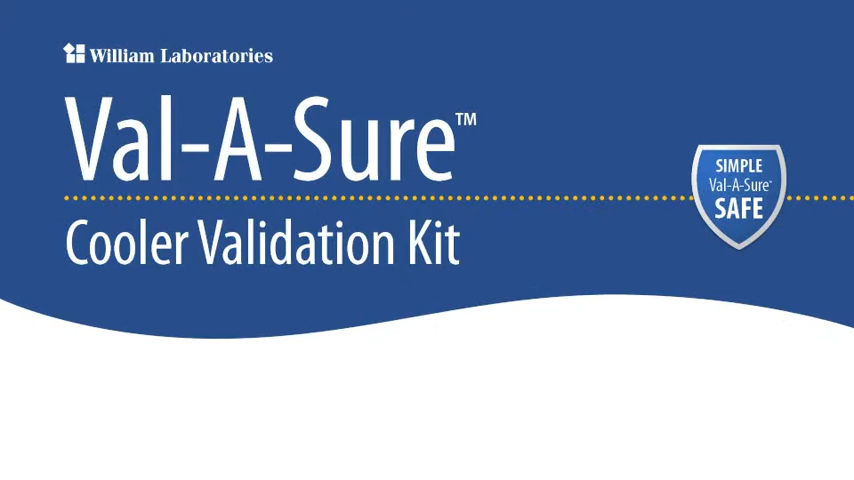 William Laboratories
Val-A-Sure™
Cooler Validation Kit
SIMPLE
Val-A-Sure™
SAFE